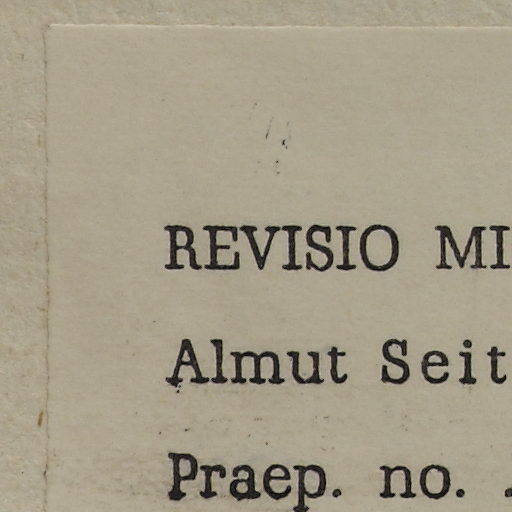 REVISIO MI
Almut Seit
Praep. no. .